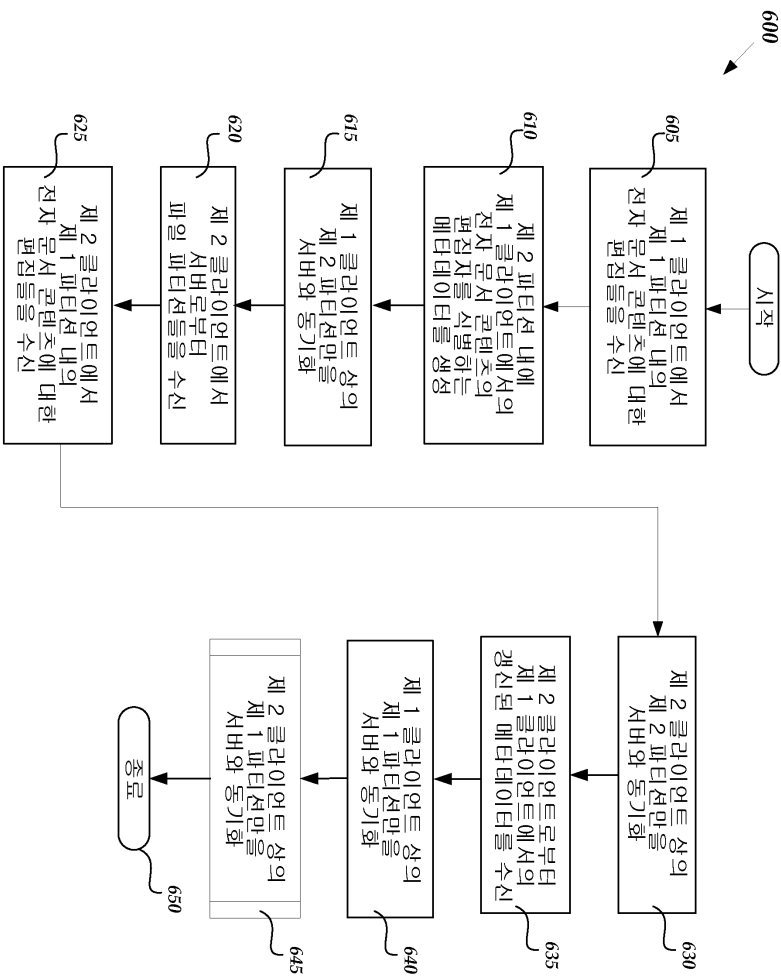 600
시작
605
제 1 클라이언트에서
제 1 파티션 내의
전자 문서 콘텐츠에 대한
편집들을 수신
610
제 2 파티션 내에
제 1 클라이언트에서의
전자 문서 콘텐츠의
편집자를 식별하는
메타데이터를 생성
615
제 1 클라이언트 상의
제 2 파티션만을
서버와 동기화
620
제 2 클라이언트에서
서버로부터
파일 파티션들을 수신
625
제 2 클라이언트에서
제 1 파티션 내의
전자 문서 콘텐츠에 대한
편집들을 수신
630
제 2 클라이언트 상의
제 2 파티션만을
서버와 동기화
635
제 2 클라이언트로부터
제 1 클라이언트에서의
갱신된 메타데이터를 수신
640
제 1 클라이언트 상의
제 1 파티션만을
서버와 동기화
645
제 2 클라이언트 상의
제 1 파티션만을
서버와 동기화
종료
650